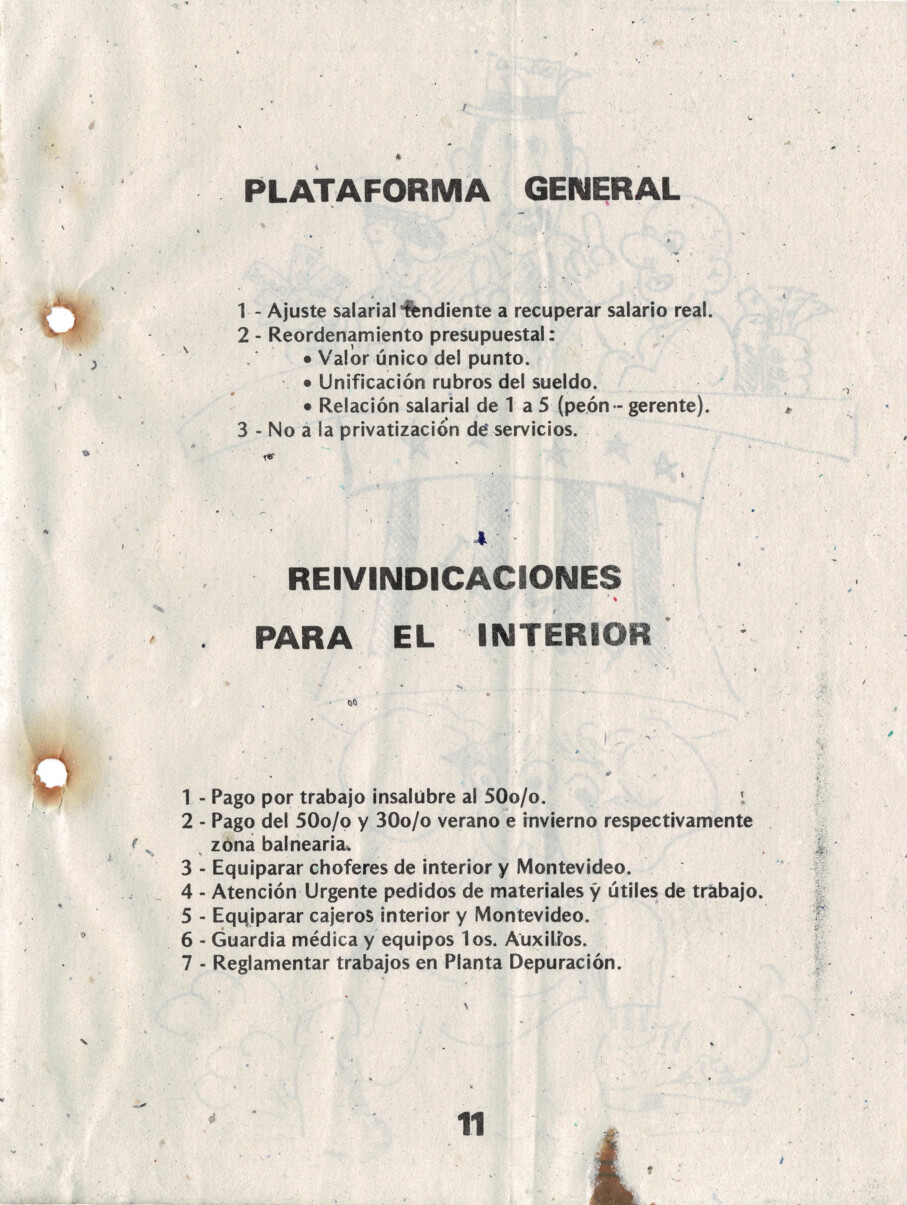 PLATAFORMA GENERAL
1 - Ajuste salarial tendiente a recuperar salario real.
2 - Reordenamiento presupuestal:
• Valor único del punto.
• Unificación rubros del sueldo.
• Relación salarial de 1 a 5 (peón - gerente).
3 - No a la privatización de servicios.
REIVINDICACIONES
PARA EL INTERIOR
1 - Pago por trabajo insalubre al 50o/o.
2 - Pago del 50o/o y 30o/o verano e invierno respectivamente
zona balnearia.
3 - Equiparar choferes de interior y Montevideo.
4 - Atención Urgente pedidos de materiales y útiles de trabajo.
5 - Equiparar cajeros interior y Montevideo.
6 - Guardia médica y equipos 1os. Auxilios.
7 - Reglamentar trabajos en Planta Depuración.
11